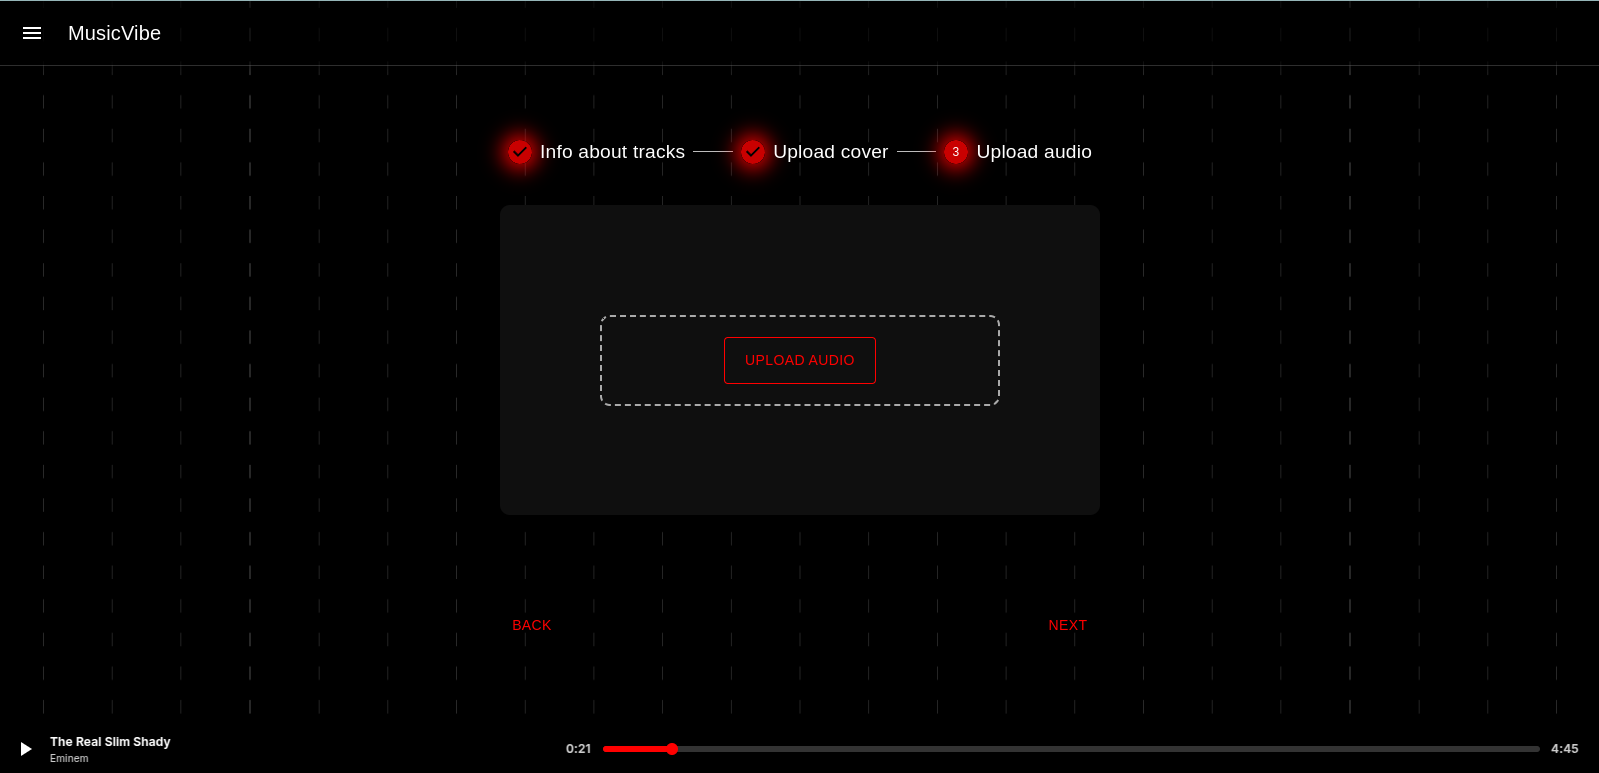 MusicVibe
Info about tracks
Upload cover
3
Upload audio
UPLOAD AUDIO
BACK
NEXT
The Real Slim Shady
Eminem
0:21
4:45